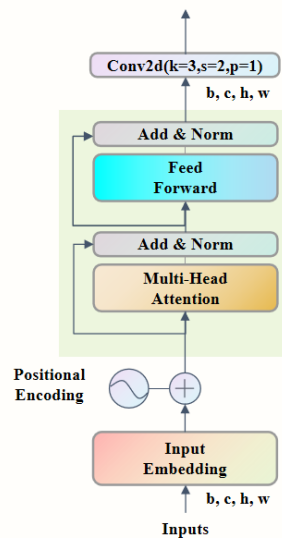 Conv2d(k=3,s=2,p=1)
b, c, h, w
Add & Norm
Feed
Forward
Add & Norm
Multi-Head
Attention
Positional
Encoding
Input
Embedding
b, c, h, w
Inputs